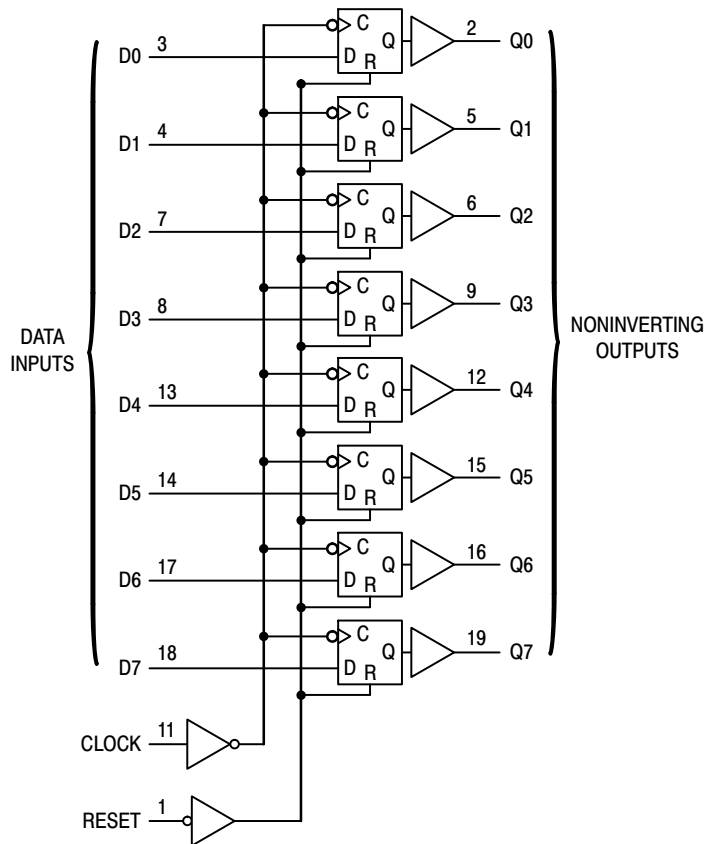 C
D
R
Q
D0 3
2 Q0
C
D
R
Q
D1 4
5 Q1
C
D
R
Q
D2 7
6 Q2
C
D
R
Q
D3 8
9 Q3
DATA
INPUTS
NONINVERTING
OUTPUTS
C
D
R
Q
D4 13
12 Q4
C
D
R
Q
D5 14
15 Q5
C
D
R
Q
D6 17
16 Q6
C
D
R
Q
D7 18
19 Q7
CLOCK 11
RESET 1